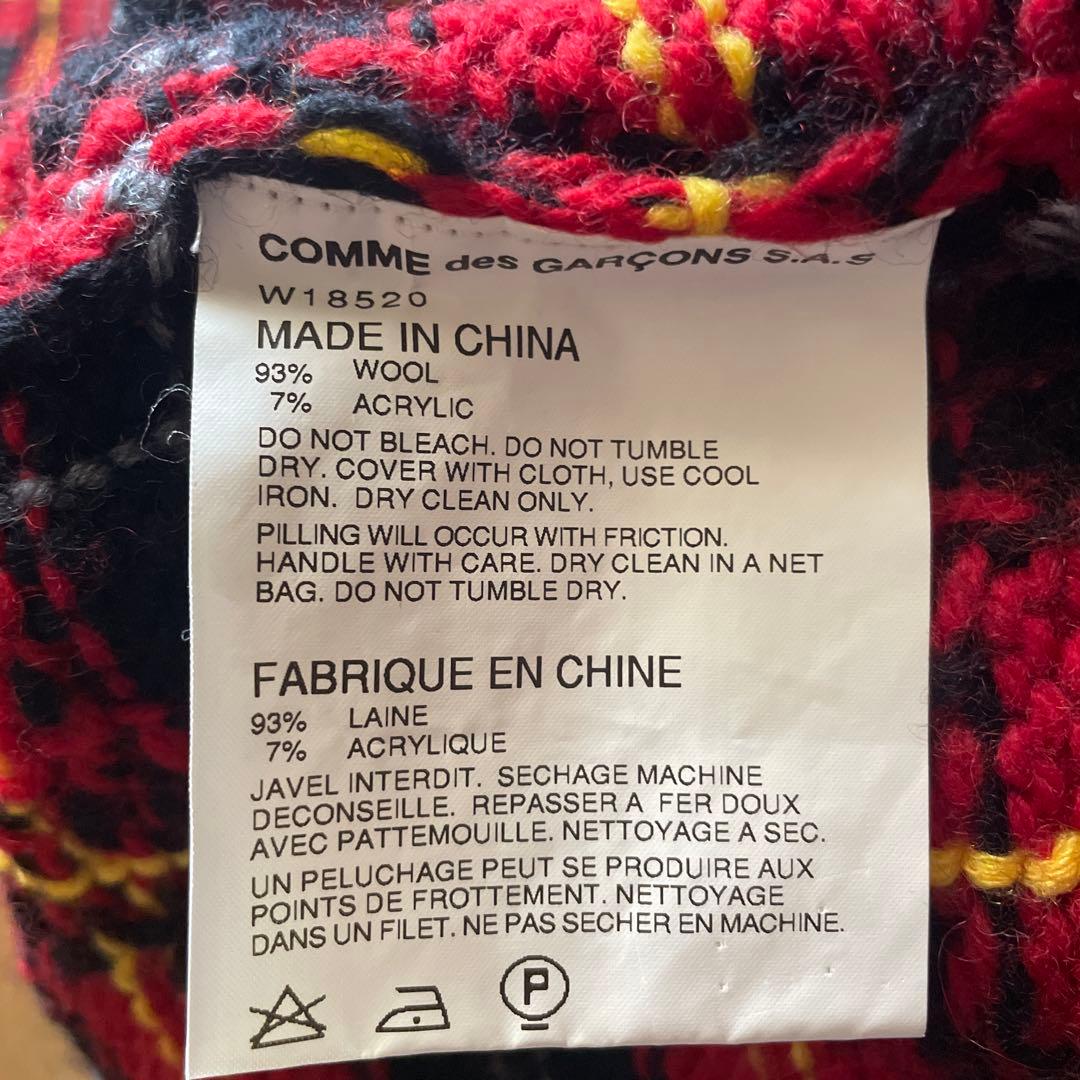 COMME des GARÇONS S.A.S
W18520
MADE IN CHINA
93% WOOL
7% ACRYLIC
DO NOT BLEACH. DO NOT TUMBLE
DRY. COVER WITH CLOTH, USE COOL
IRON. DRY CLEAN ONLY.
PILLING WILL OCCUR WITH FRICTION.
HANDLE WITH CARE. DRY CLEAN IN A NET
BAG. DO NOT TUMBLE DRY.
FABRIQUE EN CHINE
93% LAINE
7% ACRYLIQUE
JAVEL INTERDIT. SECHAGE MACHINE
DECONSEILLE. REPASSER A FER DOUX
AVEC PATTEMOUILLE. NETTOYAGE A SEC.
UN PELUCHAGE PEUT SE PRODUIRE AUX
POINTS DE FROTTEMENT. NETTOYAGE
DANS UN FILET. NE PAS SECHER EN MACHINE.
P